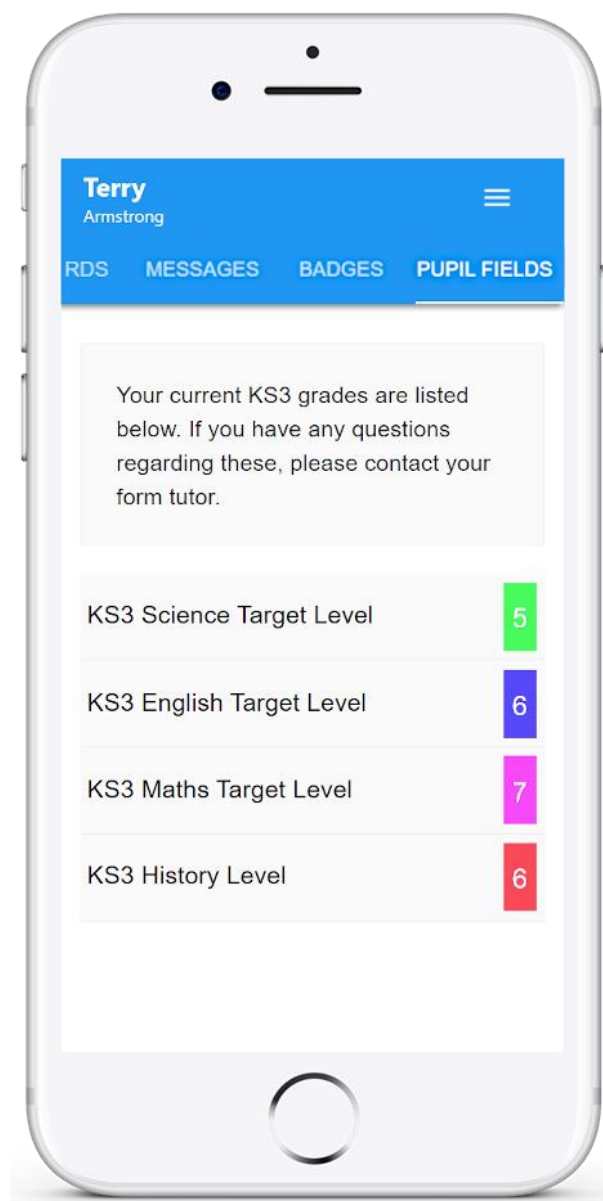 Terry
Armstrong
RDS MESSAGES BADGES PUPIL FIELDS
Your current KS3 grades are listed
below. If you have any questions
regarding these, please contact your
form tutor.
KS3 Science Target Level 5
KS3 English Target Level 6
KS3 Maths Target Level 7
KS3 History Level 6